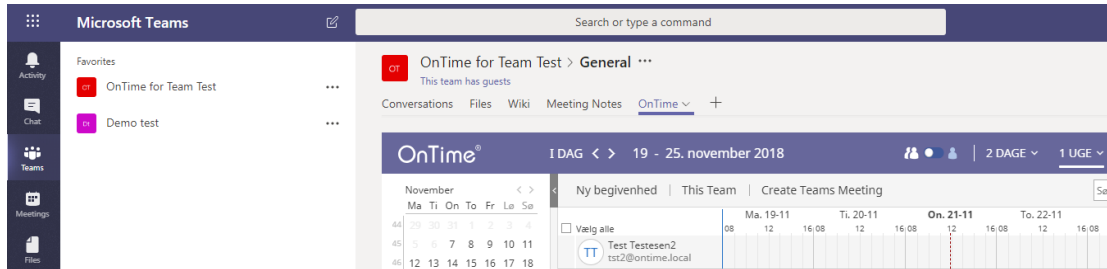 Microsoft Teams
Search or type a command
Activity
Chat
Teams
Meetings
Files
Favorites
OT OnTime for Team Test ...
Dt Demo test ...
OT
OnTime for Team Test > General ...
This team has guests
Conversations Files Wiki Meeting Notes OnTime +
OnTime® I DAG < > 19 - 25. november 2018 2 DAGE 1 UGE
November < >
Ma Ti On To Fr Lø Sø
44 29 30 31 1 2 3 4
45 5 6 7 8 9 10 11
46 12 13 14 15 16 17 18
Ny begivenhed | This Team | Create Teams Meeting
Ma. 19-11 Ti. 20-11 On. 21-11 To. 22-11
Vælg alle 08 12 16 08 12 16 08 12 16 08 12 16 08
TT Test Testesen2
tst2@ontime.local